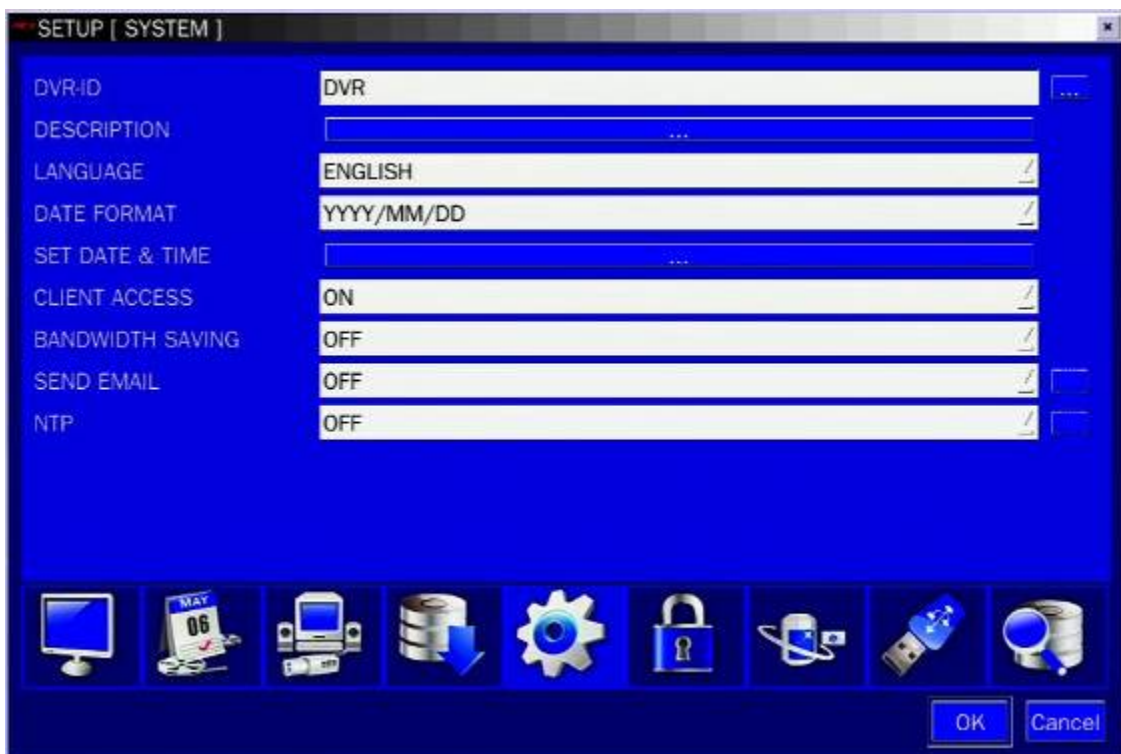 SETUP [ SYSTEM ]
DVR-ID DVR ...
DESCRIPTION ...
LANGUAGE ENGLISH
DATE FORMAT YYYY/MM/DD
SET DATE & TIME ...
CLIENT ACCESS ON
BANDWIDTH SAVING OFF
SEND EMAIL OFF
NTP OFF
MAY
06
OK Cancel